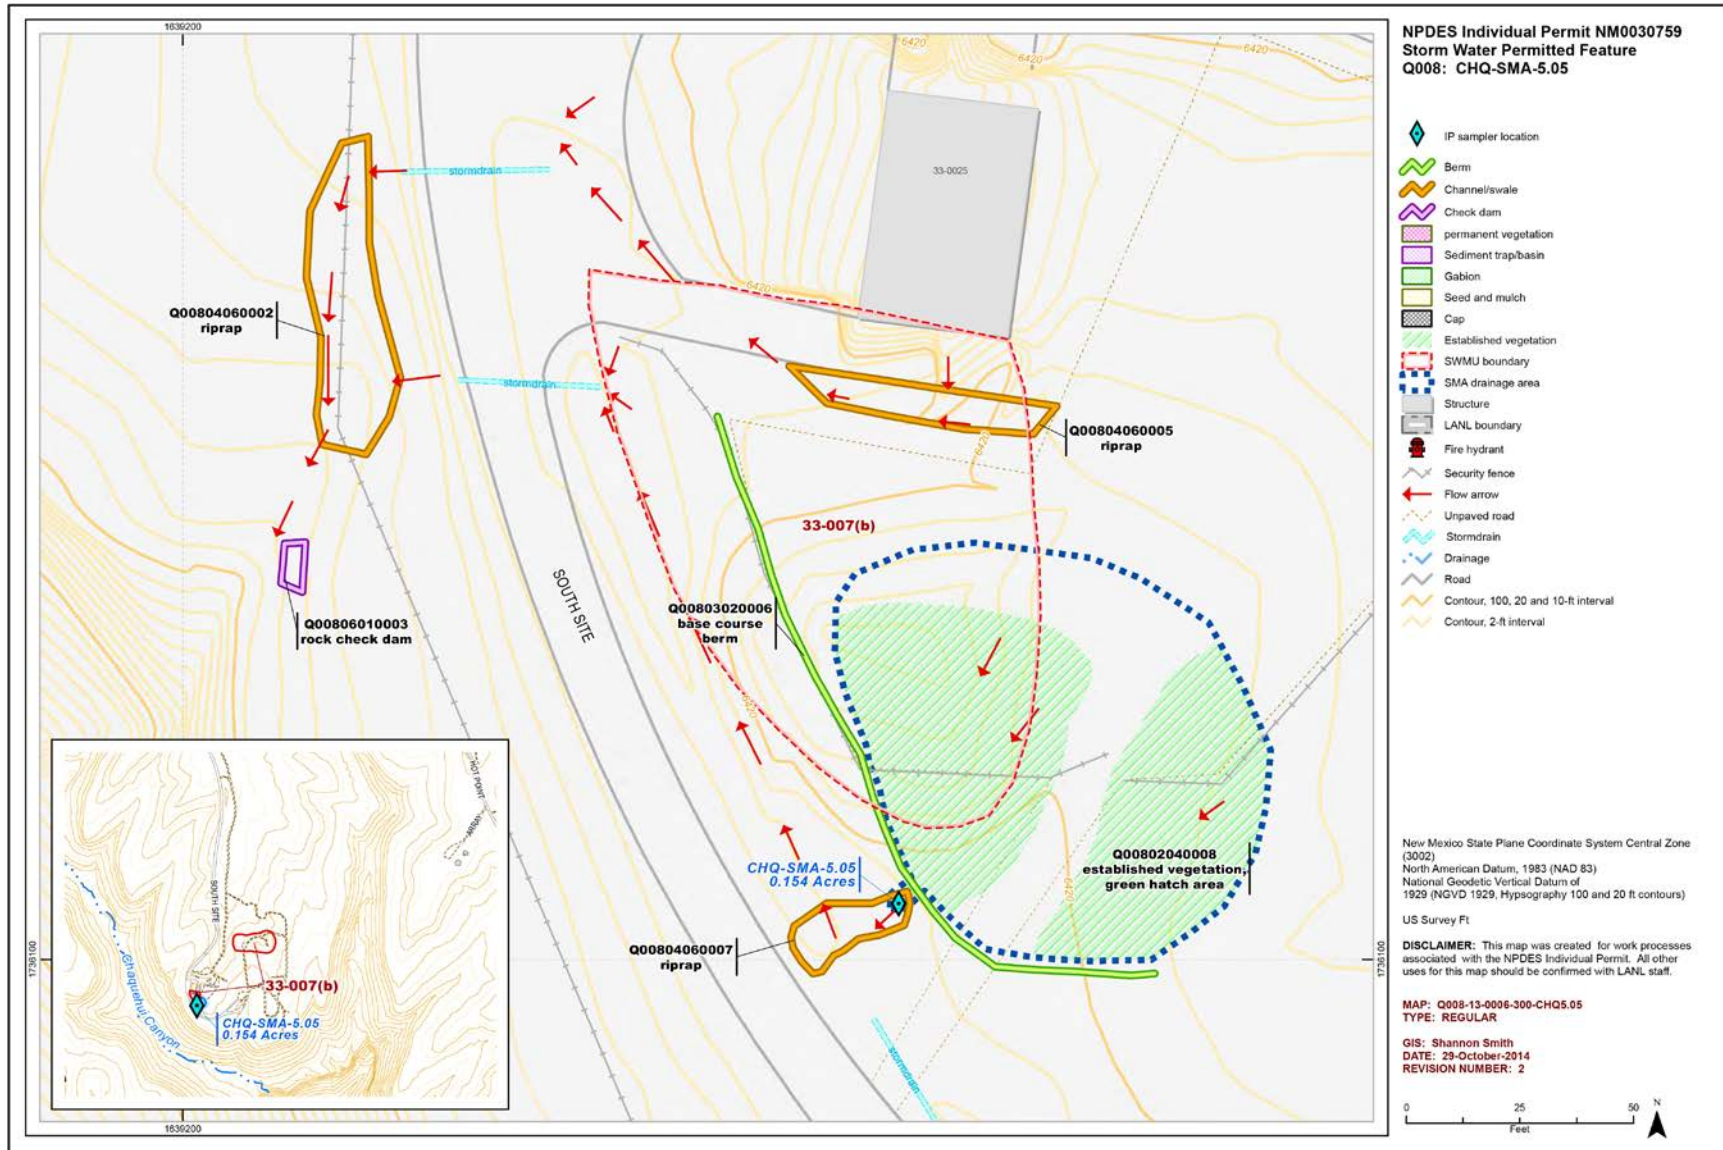 1639200
NPDES Individual Permit NM0030759
Storm Water Permitted Feature
Q008: CHQ-SMA-5.05
6420
6420
6420
33-0025
stormdrain
Q00804060002
riprap
6420
stormdrain
Q00804060005
riprap
6420
33-007(b)
SOUTH SITE
Q00803020006
base course
berm
Q00806010003
rock check dam
6420
CHQ-SMA-5.05
0.154 Acres
6420
Q00802040008
established vegetation,
green hatch area
Q00804060007
riprap
stormdrain
1736100
1736100
1639200
HOT POINT
ARRAY
SOUTH SITE
Chaquehui Canyon
33-007(b)
CHQ-SMA-5.05
0.154 Acres
IP sampler location
Berm
Channel/swale
Check dam
permanent vegetation
Sediment trap/basin
Gabion
Seed and mulch
Cap
Established vegetation
SWMU boundary
SMA drainage area
Structure
LANL boundary
Fire hydrant
Security fence
Flow arrow
Unpaved road
Stormdrain
Drainage
Road
Contour, 100, 20 and 10-ft interval
Contour, 2-ft interval
New Mexico State Plane Coordinate System Central Zone
(3002)
North American Datum, 1983 (NAD 83)
National Geodetic Vertical Datum of
1929 (NGVD 1929, Hypsography 100 and 20 ft contours)
US Survey Ft
DISCLAIMER: This map was created for work processes
associated with the NPDES Individual Permit. All other
uses for this map should be confirmed with LANL staff.
MAP: Q008-13-0006-300-CHQ5.05
TYPE: REGULAR
GIS: Shannon Smith
DATE: 29-October-2014
REVISION NUMBER: 2
0 25 50
Feet
N